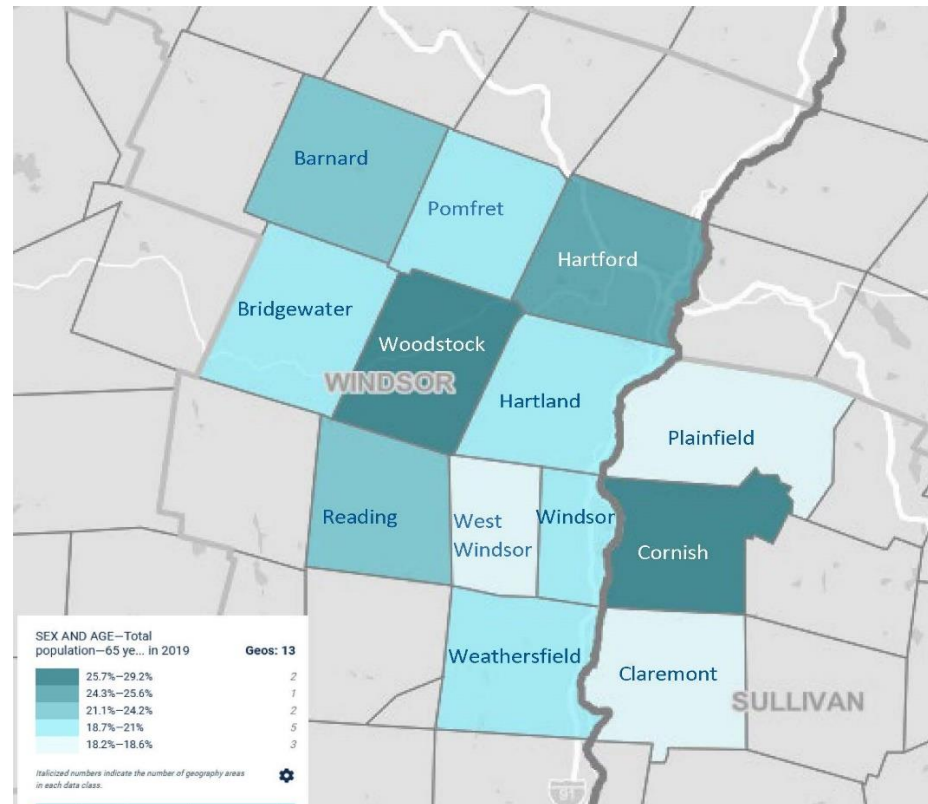 Barnard
Pomfret
Hartford
Bridgewater
Woodstock
WINDSOR
Hartland
Plainfield
Reading
West
Windsor
Windsor
Cornish
Weathersfield
Claremont
SULLIVAN
SEX AND AGE—Total
population—65 ye... in 2019 Geos: 13
25.7%—29.2% 2
24.3%—25.6% 1
21.1%—24.2% 2
18.7%—21% 5
18.2%—18.6% 3
Italicized numbers indicate the number of geography areas
in each data class.